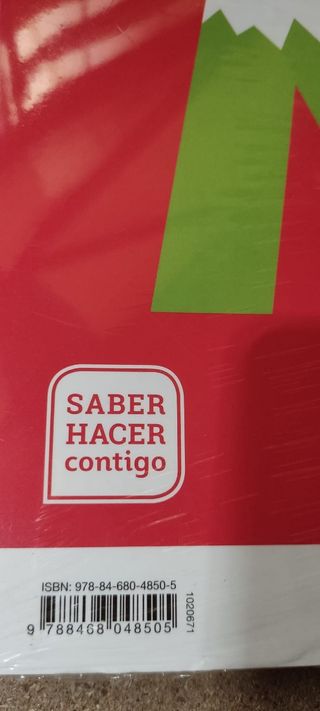 SABER
HACER
contigo
ISBN: 978-84-680-4850-5
1020671
9 788468 048505